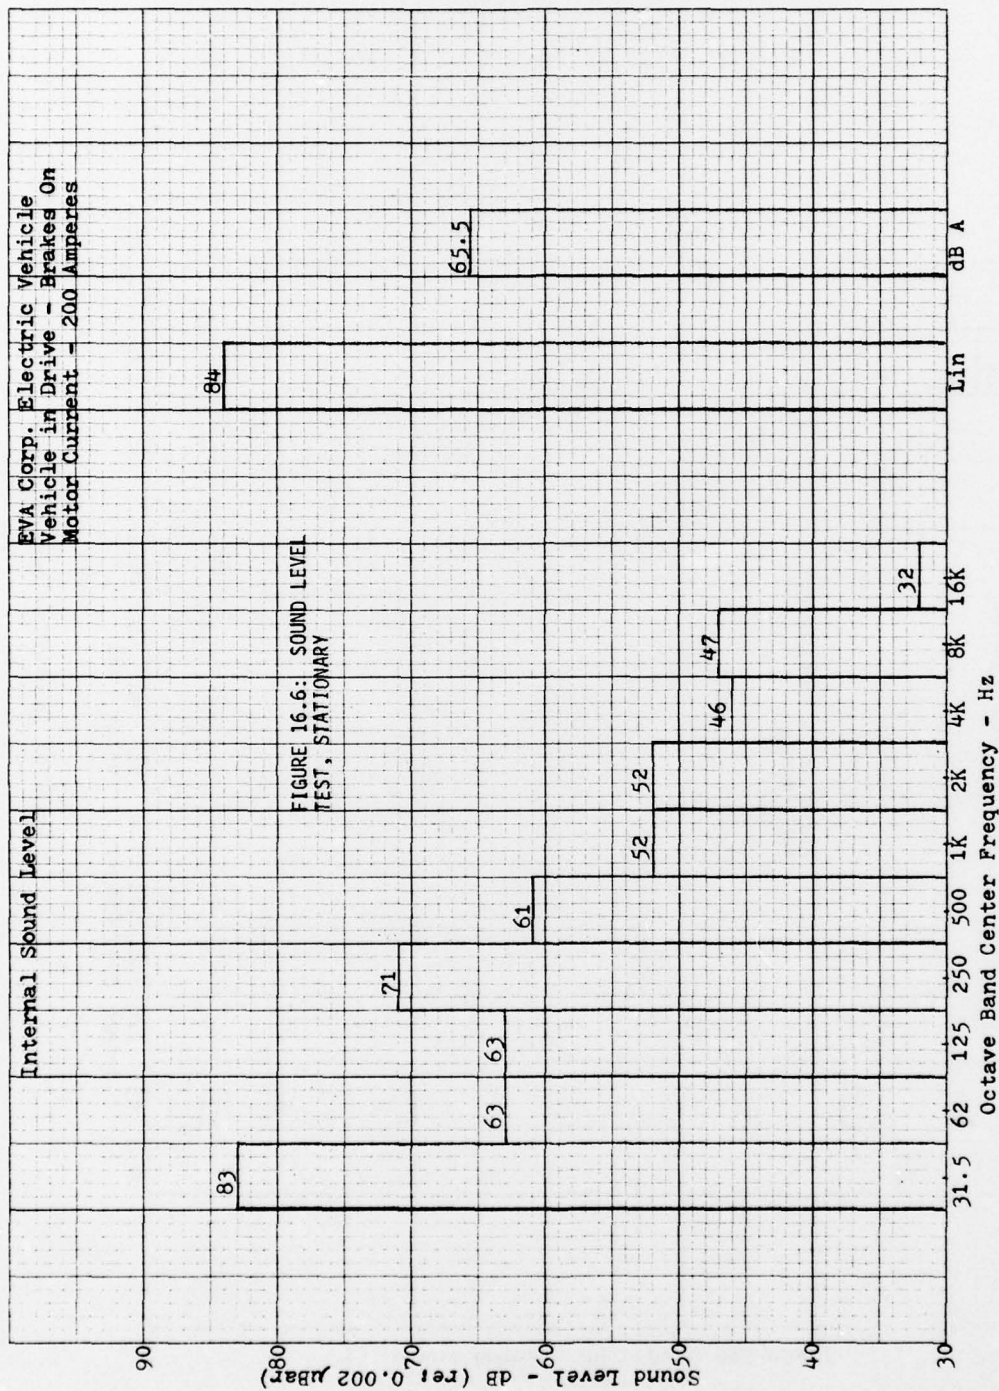 Internal Sound Level
EVA Corp. Electric Vehicle
Vehicle in Drive - Brakes On
Motor Current - 200 Amperes
FIGURE 16.6: SOUND LEVEL
TEST, STATIONARY
Sound Level - dB (re; 0.002 µBar)
90
80
70
60
50
40
30
83
63
63
71
61
52
52
46
47
32
84
65.5
31.5
62
125
250
500
1K
2K
4K
8K
16K
Lin
dB A
Octave Band Center Frequency - Hz